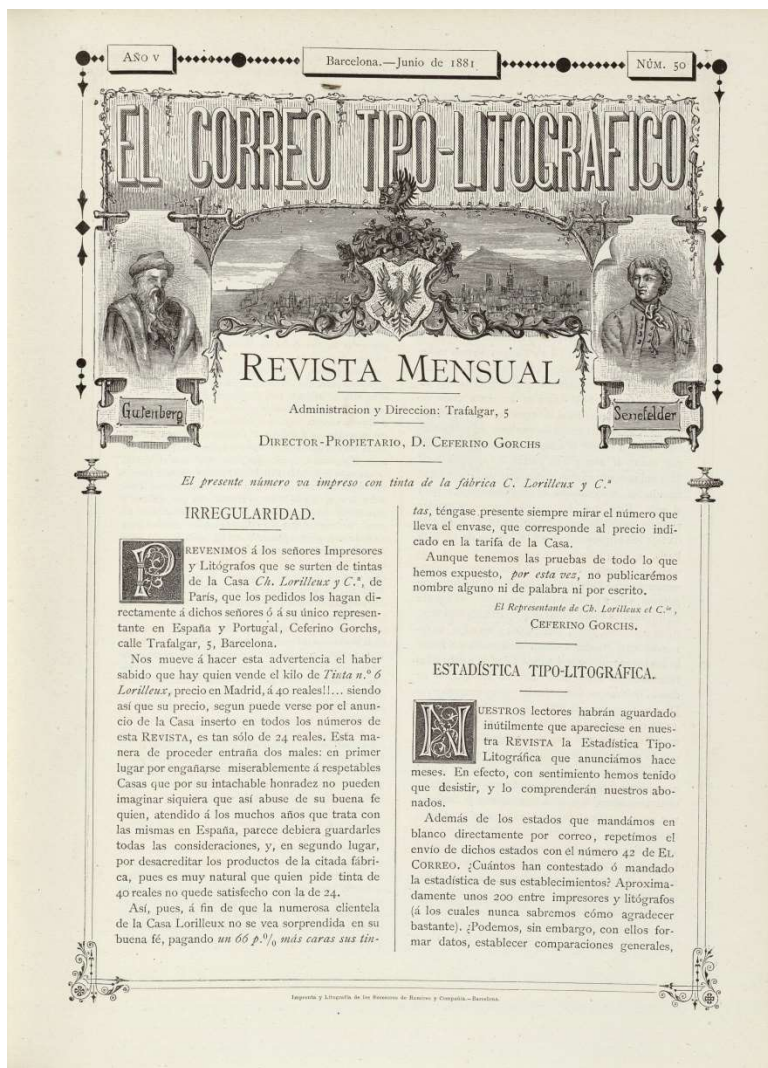 AÑO V
Barcelona.—Junio de 1881
NÚM. 50
EL CORREO TIPO-LITOGRÁFICO
Gutenberg
Senefelder
REVISTA MENSUAL
Administracion y Direccion: Trafalgar, 5
DIRECTOR-PROPIETARIO, D. CEFERINO GORCHS
El presente número va impreso con tinta de la fábrica C. Lorilleux y C.ª
IRREGULARIDAD.
PREVENIMOS á los señores Impresores
y Litógrafos que se surten de tintas
de la Casa Ch. Lorilleux y C.ª, de
París, que los pedidos los hagan di-
rectamente á dichos señores ó á su único represen-
tante en España y Portugal, Ceferino Gorchs,
calle Trafalgar, 5, Barcelona.
Nos mueve á hacer esta advertencia el haber
sabido que hay quien vende el kilo de Tinta n.º 6
Lorilleux, precio en Madrid, á 40 reales!!... siendo
así que su precio, segun puede verse por el anun-
cio de la Casa inserto en todos los números de
esta REVISTA, es tan sólo de 24 reales. Esta ma-
nera de proceder entraña dos males: en primer
lugar por engañarse miserablemente á respetables
Casas que por su intachable honradez no pueden
imaginar siquiera que así abuse de su buena fe
quien, atendido á los muchos años que trata con
las mismas en España, parece debiera guardarles
todas las consideraciones, y, en segundo lugar,
por desacreditar los productos de la citada fábri-
ca, pues es muy natural que quien pide tinta de
40 reales no quede satisfecho con la de 24.
Así, pues, á fin de que la numerosa clientela
de la Casa Lorilleux no se vea sorprendida en su
buena fé, pagando un 66 p.% más caras sus tin-
tas, téngase presente siempre mirar el número que
lleva el envase, que corresponde al precio indi-
cado en la tarifa de la Casa.
Aunque tenemos las pruebas de todo lo que
hemos expuesto, por esta vez, no publicarémos
nombre alguno ni de palabra ni por escrito.
El Representante de Ch. Lorilleux et C.ie,
CEFERINO GORCHS.
ESTADÍSTICA TIPO-LITOGRÁFICA.
NUESTROS lectores habrán aguardado
inútilmente que apareciese en nues-
tra REVISTA la Estadística Tipo-
Litográfica que anunciámos hace
meses. En efecto, con sentimiento hemos tenido
que desistir, y lo comprenderán nuestros abo-
nados.
Además de los estados que mandámos en
blanco directamente por correo, repetímos el
envío de dichos estados con el número 42 de EL
CORREO. ¿Cuántos han contestado ó mandado
la estadística de sus establecimientos? Aproxima-
damente unos 200 entre impresores y litógrafos
(á los cuales nunca sabremos cómo agradecer
bastante). ¿Podemos, sin embargo, con ellos for-
mar datos, establecer comparaciones generales,
Imprenta y Litografía de los Sucesores de Ramirez y Compañía.—Barcelona.